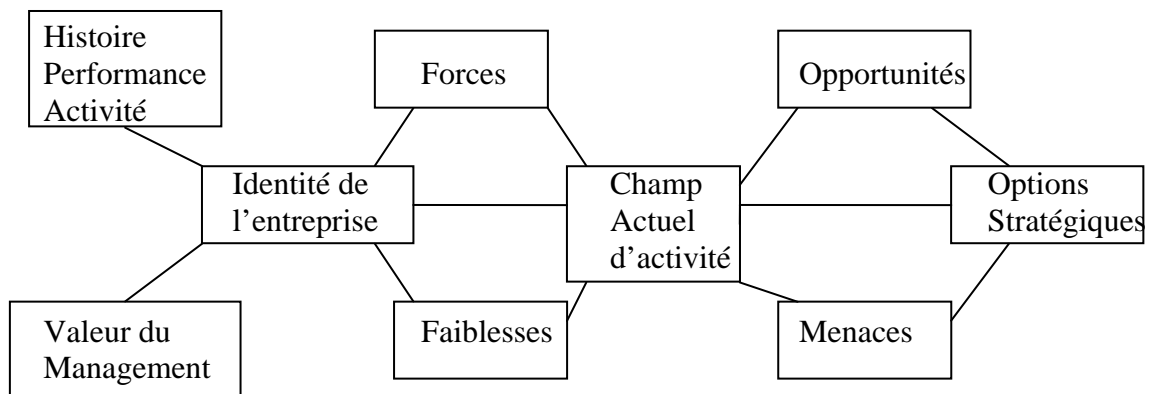 Histoire
Performance
Activité
Forces
Opportunités
Identité de
l’entreprise
Champ
Actuel
d’activité
Options
Stratégiques
Valeur du
Management
Faiblesses
Menaces